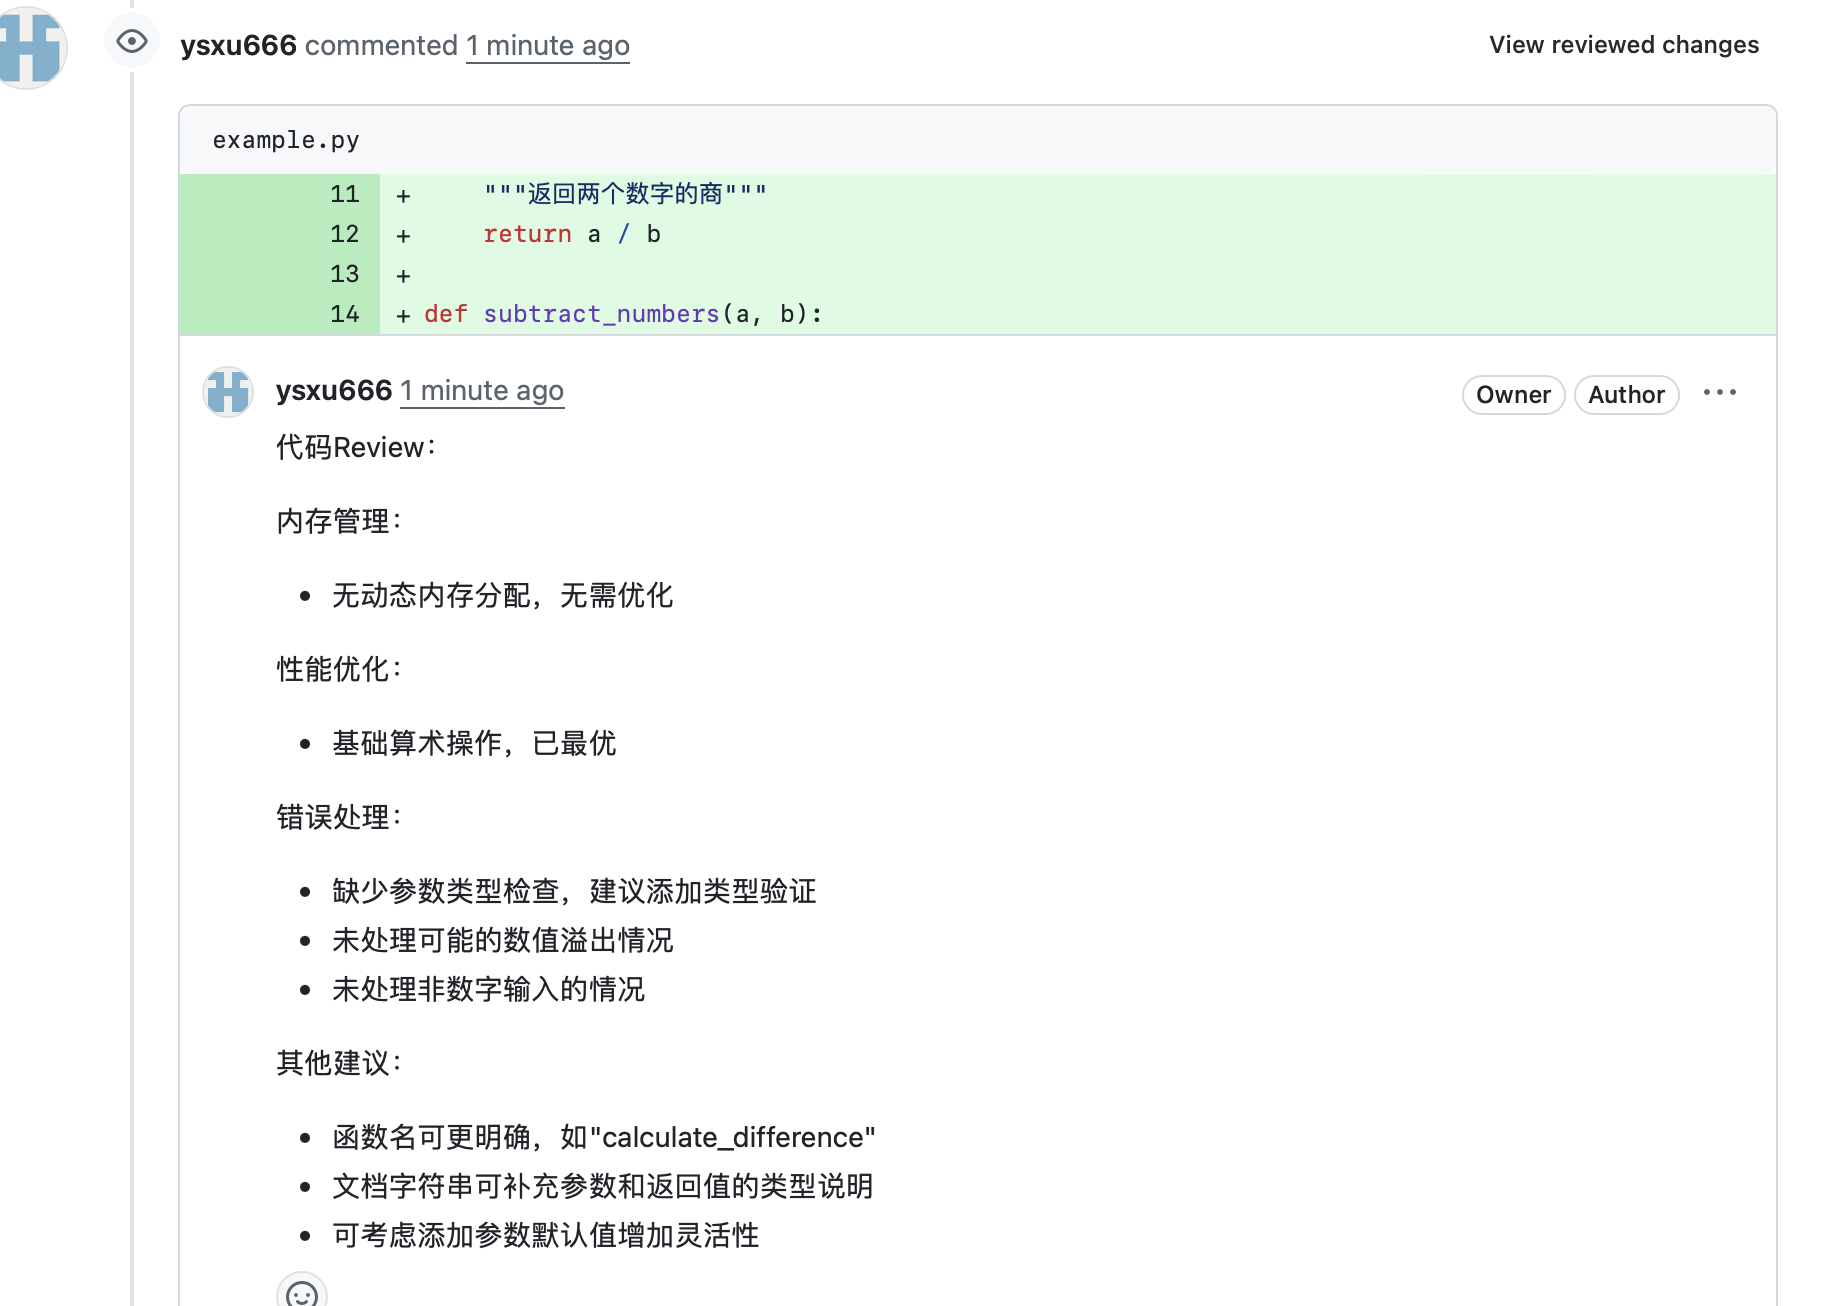 ysxu666 commented 1 minute ago
View reviewed changes
example.py
11 + """返回两个数字的商"""
12 + return a / b
13 +
14 + def subtract_numbers(a, b):
ysxu666 1 minute ago
Owner Author ...
代码Review：
内存管理：
• 无动态内存分配，无需优化
性能优化：
• 基础算术操作，已最优
错误处理：
• 缺少参数类型检查，建议添加类型验证
• 未处理可能的数值溢出情况
• 未处理非数字输入的情况
其他建议：
• 函数名可更明确，如"calculate_difference"
• 文档字符串可补充参数和返回值的类型说明
• 可考虑添加参数默认值增加灵活性